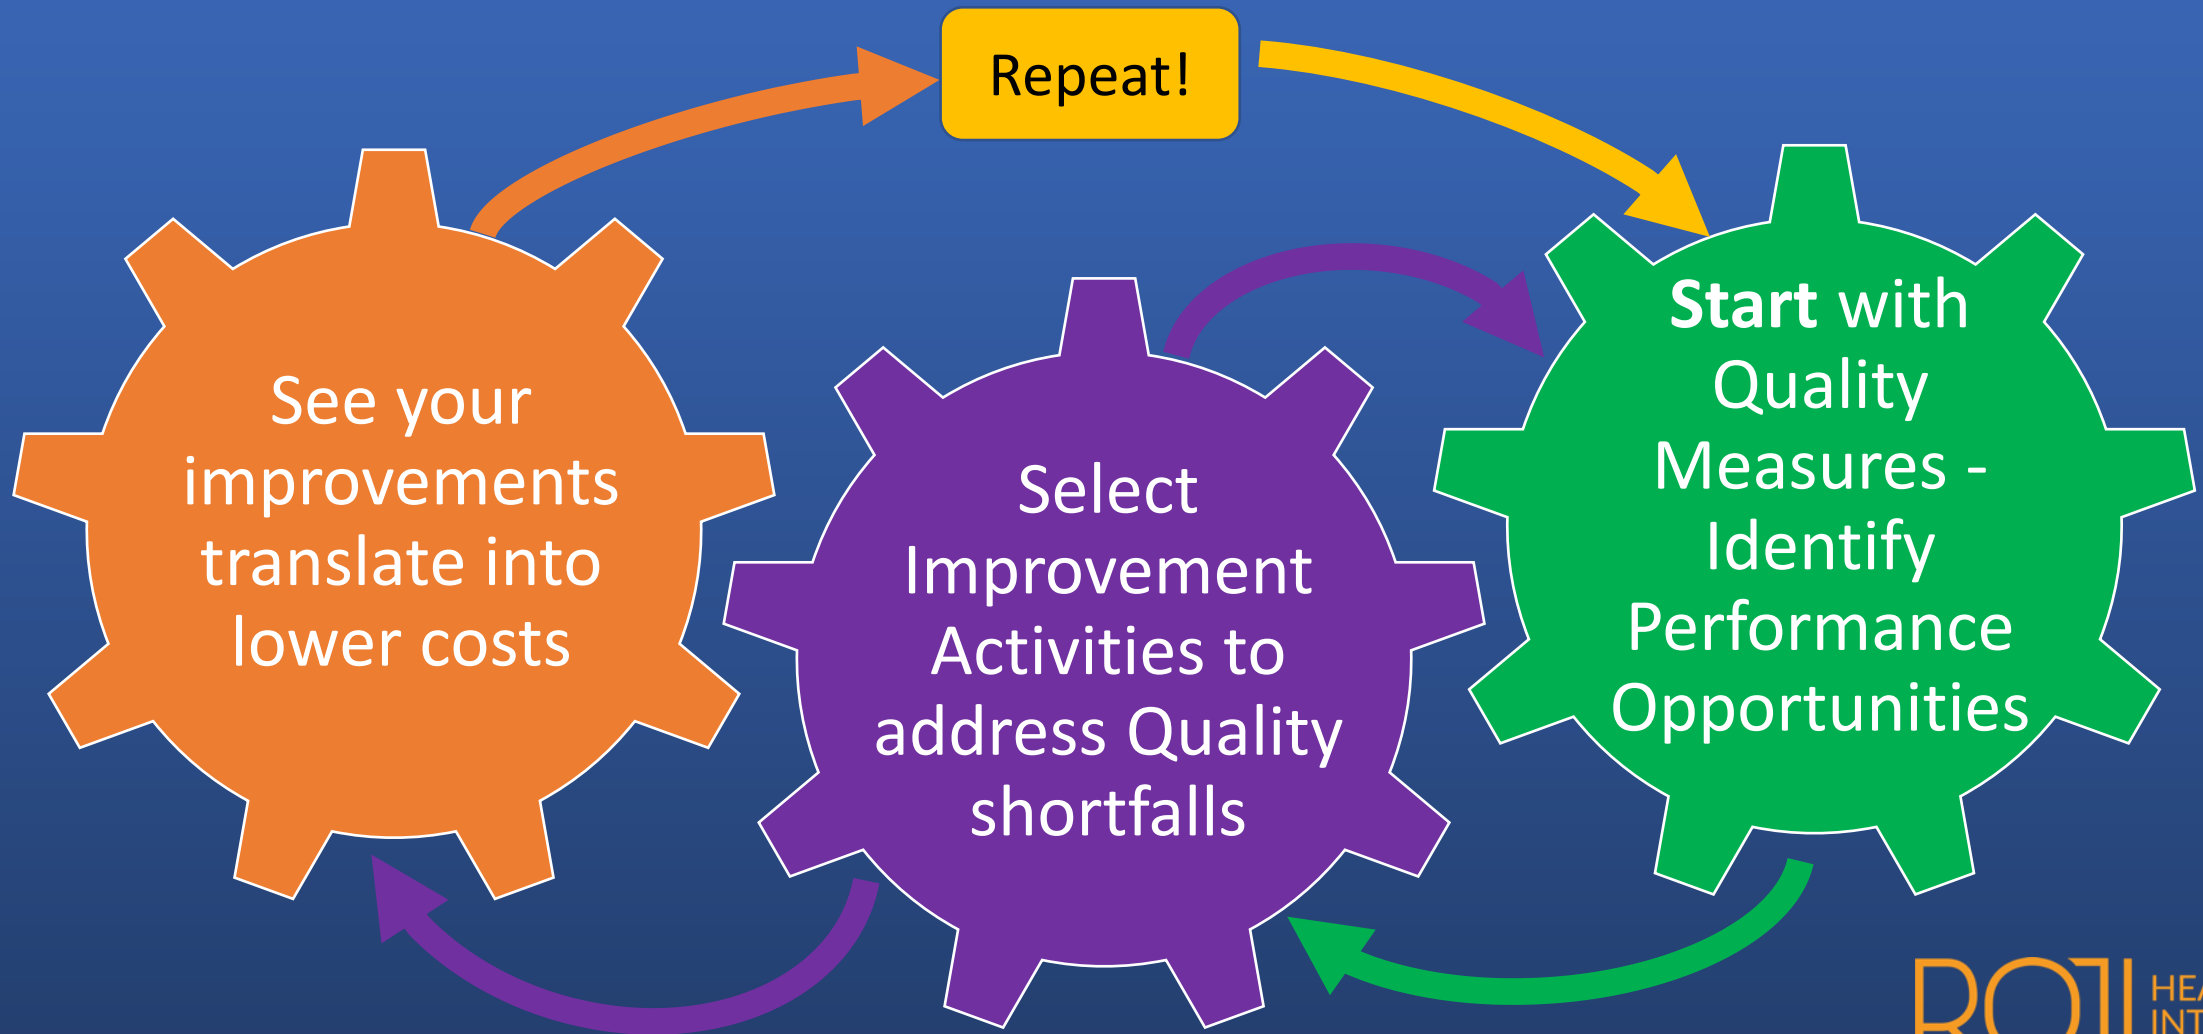 Repeat!
See your
improvements
translate into
lower costs
Select
Improvement
Activities to
address Quality
shortfalls
Start with
Quality
Measures -
Identify
Performance
Opportunities